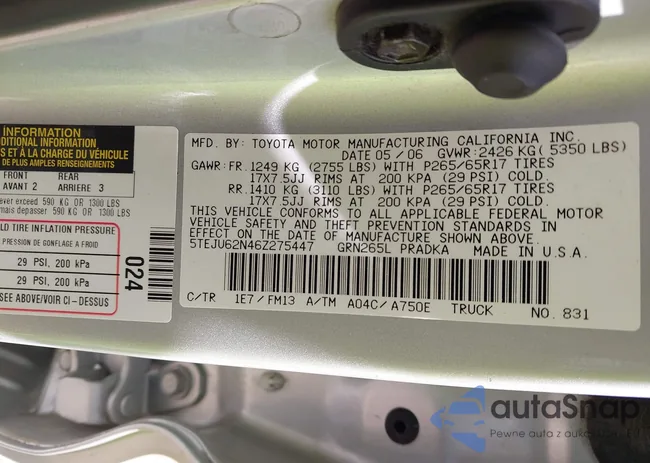 INFORMATION
ADDITIONAL INFORMATION
S ET À LA CHARGE DU VÉHICULE
DE PLUS AMPLES RENSEIGNEMENTS
FRONT REAR
AVANT 2 ARRIERE 3
ever exceed 590 KG OR 1300 LBS
mais depasser 590 KG OU 1300 LBS
LD TIRE INFLATION PRESSURE
PRESSION DE GONFLAGE A FROID
29 PSI, 200 kPa
29 PSI, 200 kPa
SEE ABOVE/VOIR CI-DESSUS
024
MFD. BY: TOYOTA MOTOR MANUFACTURING CALIFORNIA INC.
DATE 05/06 GVWR:2426 KG( 5350 LBS)
GAWR:FR.1249 KG (2755 LBS) WITH P265/65R17 TIRES
17X7.5JJ RIMS AT 200 KPA (29 PSI) COLD.
RR.1410 KG (3110 LBS) WITH P265/65R17 TIRES
17X7.5JJ RIMS AT 200 KPA (29 PSI) COLD.
THIS VEHICLE CONFORMS TO ALL APPLICABLE FEDERAL MOTOR
VEHICLE SAFETY AND THEFT PREVENTION STANDARDS IN
EFFECT ON THE DATE OF MANUFACTURE SHOWN ABOVE.
5TEJU62N46Z275447 GRN265L PRADKA MADE IN U.S.A.
C/TR 1E7/FM13 A/TM A04C/A750E TRUCK NO.831
autaSnap
Pewne auta z aukcji